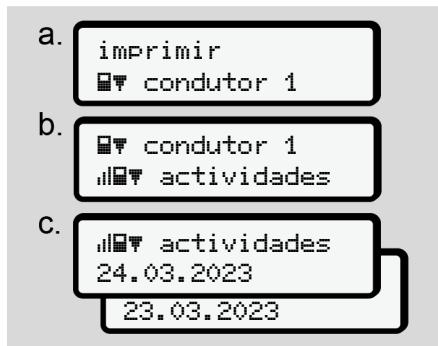 a.
imprimir
condutor 1
b.
condutor 1
actividades
c.
actividades
24.03.2023
23.03.2023